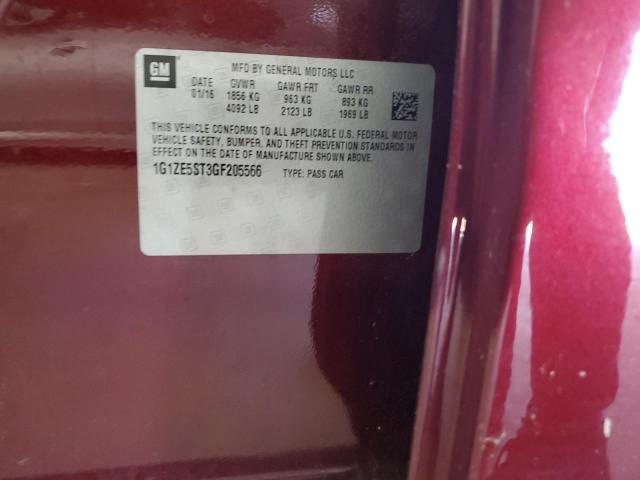 GM
MFD BY GENERAL MOTORS LLC
DATE GVWR GAWR FRT GAWR RR
01/16 1856 KG 963 KG 893 KG
4092 LB 2123 LB 1969 LB
THIS VEHICLE CONFORMS TO ALL APPLICABLE U.S. FEDERAL MOTOR
VEHICLE SAFETY, BUMPER, AND THEFT PREVENTION STANDARDS IN
EFFECT ON THE DATE OF MANUFACTURE SHOWN ABOVE.
1G1ZE5ST3GF205566 TYPE: PASS CAR